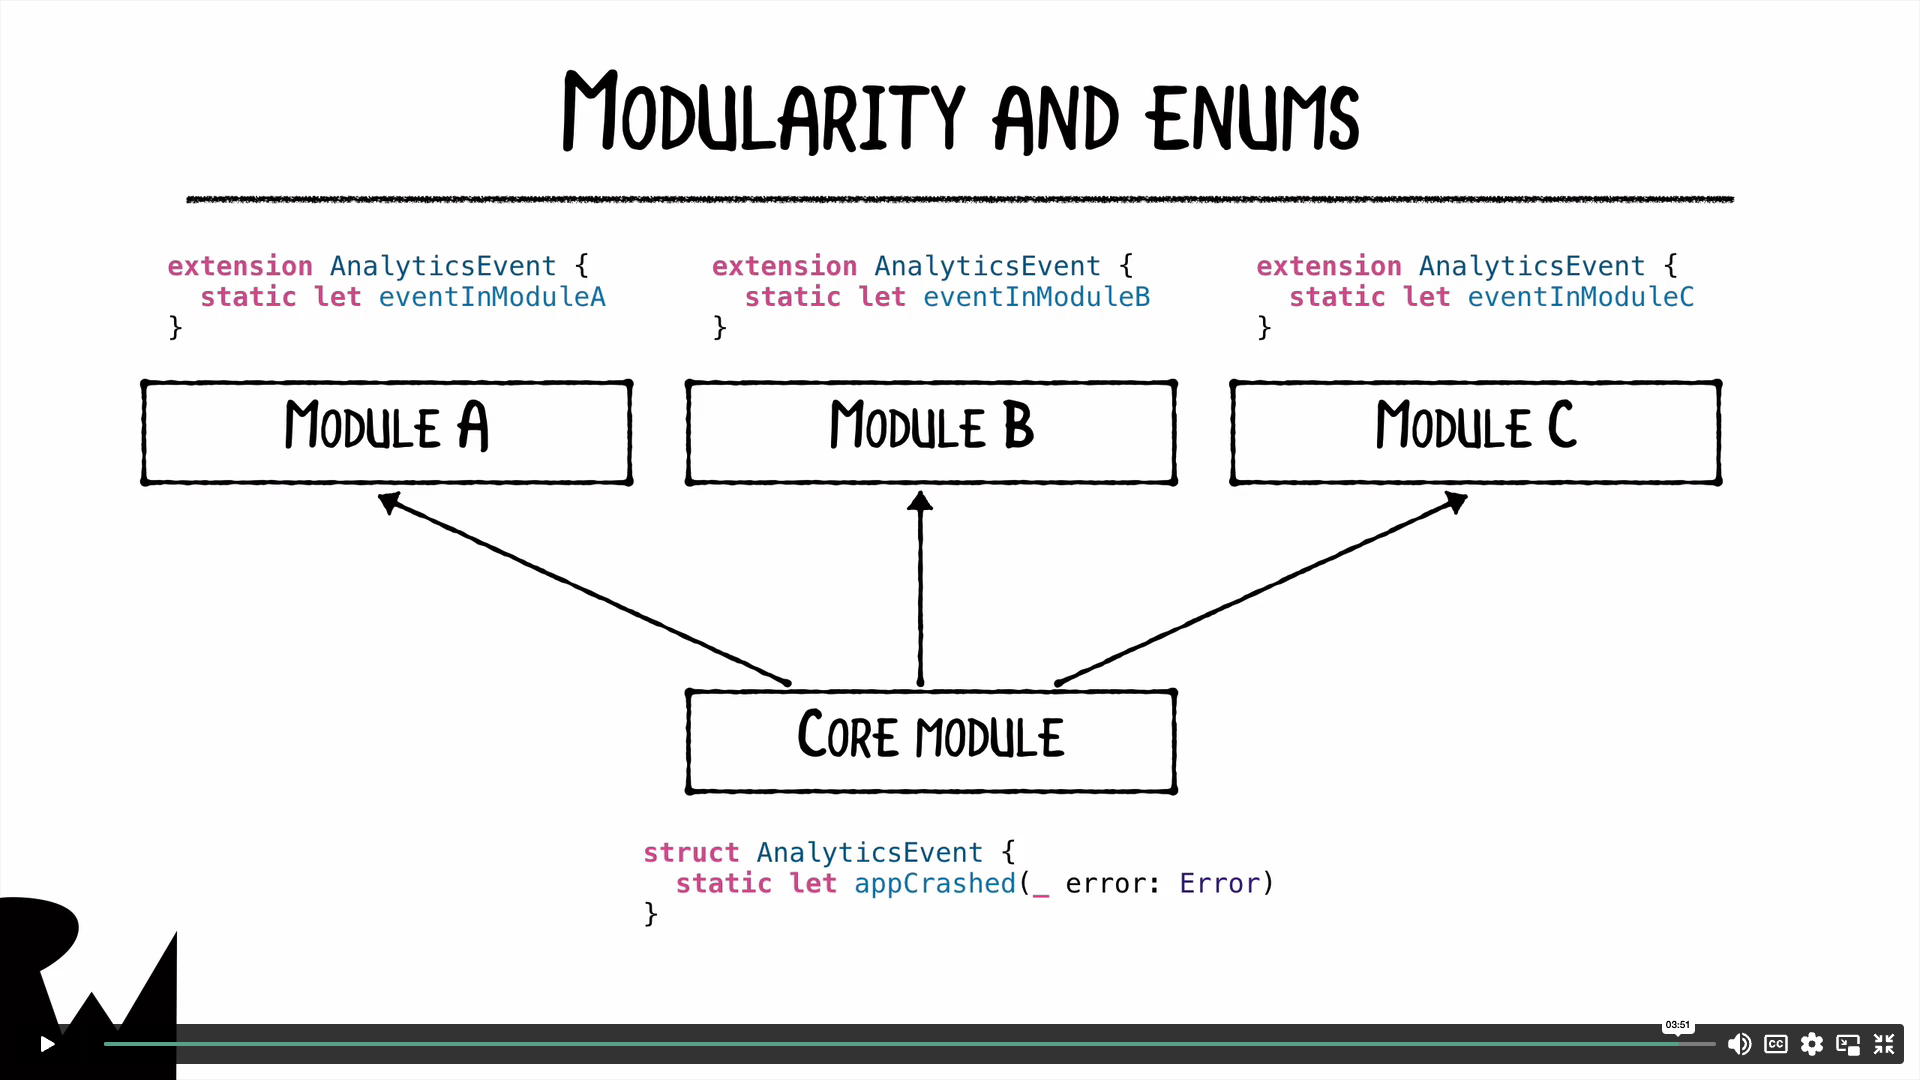 Modularity and enums
extension AnalyticsEvent {
  static let eventInModuleA
}
extension AnalyticsEvent {
  static let eventInModuleB
}
extension AnalyticsEvent {
  static let eventInModuleC
}
Module A
Module B
Module C
Core module
struct AnalyticsEvent {
  static let appCrashed(_ error: Error)
}
03:51
CC